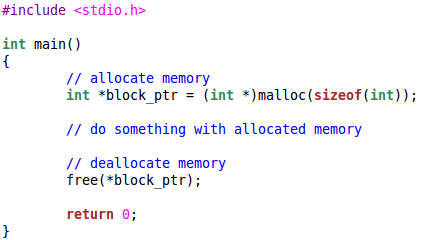 #include <stdio.h>
int main()
{
// allocate memory
int *block_ptr = (int *)malloc(sizeof(int));
// do something with allocated memory
// deallocate memory
free(*block_ptr);
return 0;
}